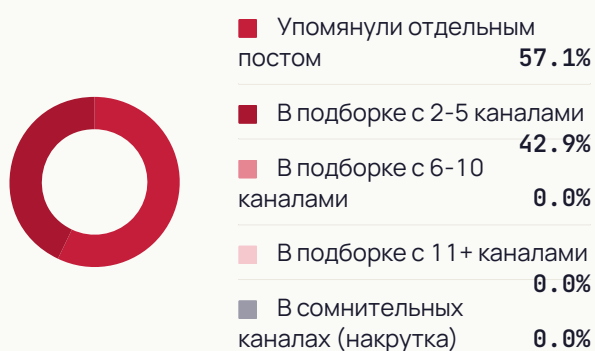 Упомянули отдельным
постом 57.1%
В подборке с 2-5 каналами
42.9%
В подборке с 6-10
каналами 0.0%
В подборке с 11+ каналами
0.0%
В сомнительных
каналах (накрутка) 0.0%